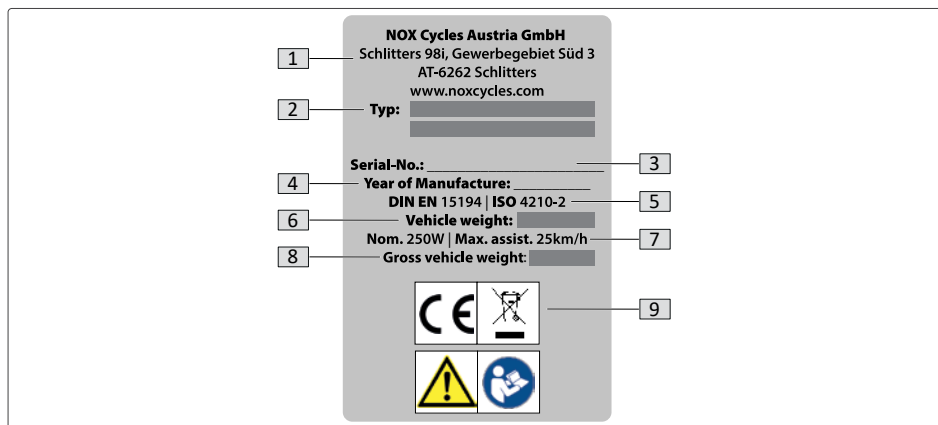 NOX Cycles Austria GmbH
1 Schlitters 98i, Gewerbegebiet Süd 3
AT-6262 Schlitters
www.noxcycles.com
2 Typ:
Serial-No.: 3
4 Year of Manufacture:
DIN EN 15194 | ISO 4210-2 5
6 Vehicle weight:
Nom. 250W | Max. assist. 25km/h 7
8 Gross vehicle weight:
CE 9